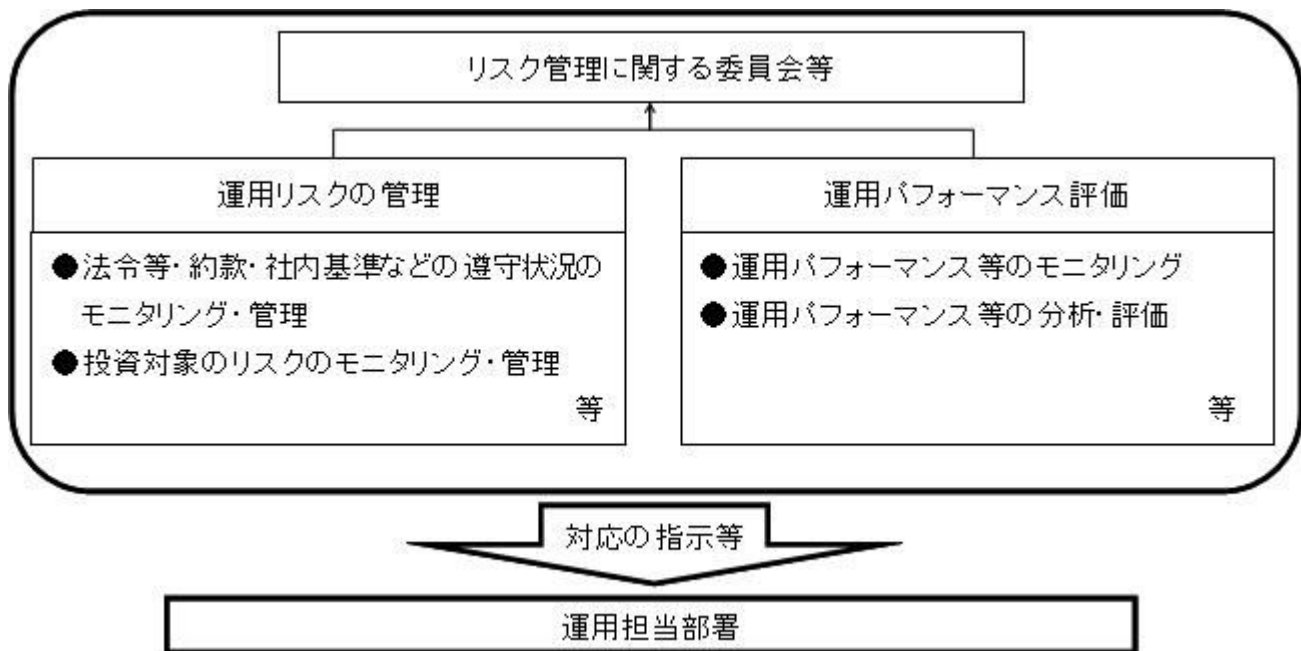 リスク管理に関する委員会等
運用リスクの管理
●法令等・約款・社内基準などの遵守状況の
モニタリング・管理
●投資対象のリスクのモニタリング・管理
等
運用パフォーマンス評価
●運用パフォーマンス等のモニタリング
●運用パフォーマンス等の分析・評価
等
対応の指示等
運用担当部署